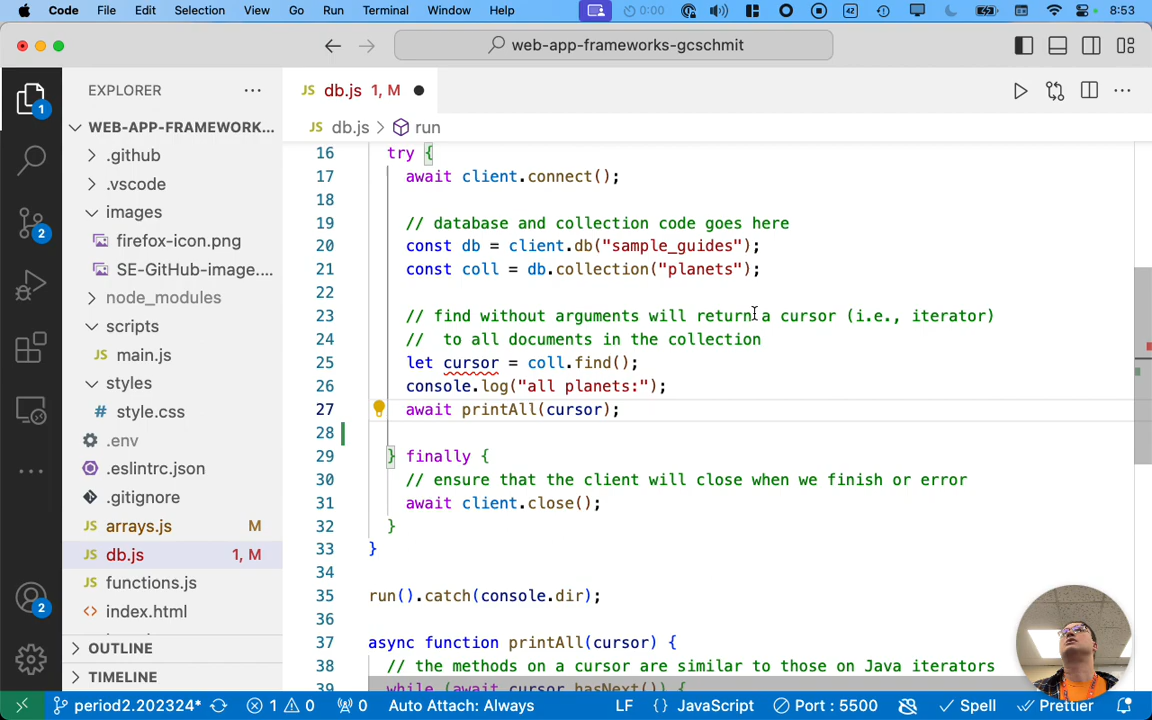 Code File Edit Selection View Go Run Terminal Window Help 0:00 42 8:53
web-app-frameworks-gcschmit
EXPLORER ...
JS db.js 1, M
JS db.js > run
WEB-APP-FRAMEWORK...
.github
.vscode
images
firefox-icon.png
SE-GitHub-image....
node_modules
scripts
JS main.js
styles
# style.css
.env
.eslintrc.json
.gitignore
JS arrays.js M
JS db.js 1, M
JS functions.js
<> index.html
OUTLINE
TIMELINE
1
2
2
16 try {
17 await client.connect();
18
19 // database and collection code goes here
20 const db = client.db("sample_guides");
21 const coll = db.collection("planets");
22
23 // find without arguments will return a cursor (i.e., iterator)
24 // to all documents in the collection
25 let cursor = coll.find();
26 console.log("all planets:");
27 await printAll(cursor);
28
29 } finally {
30 // ensure that the client will close when we finish or error
31 await client.close();
32 }
33 }
34
35 run().catch(console.dir);
36
37 async function printAll(cursor) {
38 // the methods on a cursor are similar to those on Java iterators
39 while (await cursor.hasNext()) {
period2.202324* 1 0 0 Auto Attach: Always LF {} JavaScript Port : 5500 Spell Prettier